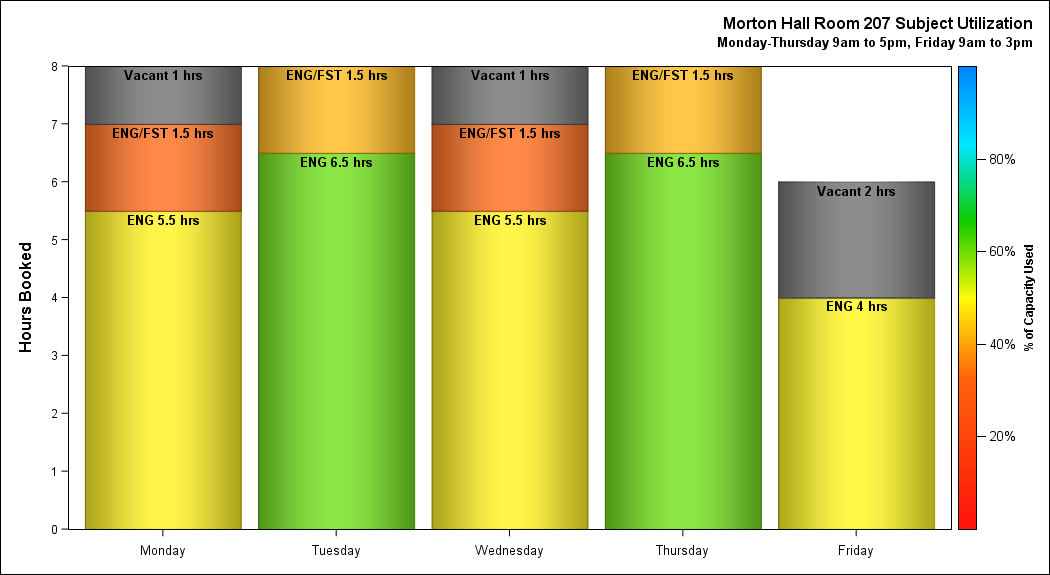 Morton Hall Room 207 Subject Utilization
Monday-Thursday 9am to 5pm, Friday 9am to 3pm
Hours Booked
8
7
6
5
4
3
2
1
0
Vacant 1 hrs
ENG/FST 1.5 hrs
ENG 5.5 hrs
ENG/FST 1.5 hrs
ENG 6.5 hrs
Vacant 1 hrs
ENG/FST 1.5 hrs
ENG 5.5 hrs
ENG/FST 1.5 hrs
ENG 6.5 hrs
Vacant 2 hrs
ENG 4 hrs
Monday
Tuesday
Wednesday
Thursday
Friday
80%
60%
40%
20%
% of Capacity Used